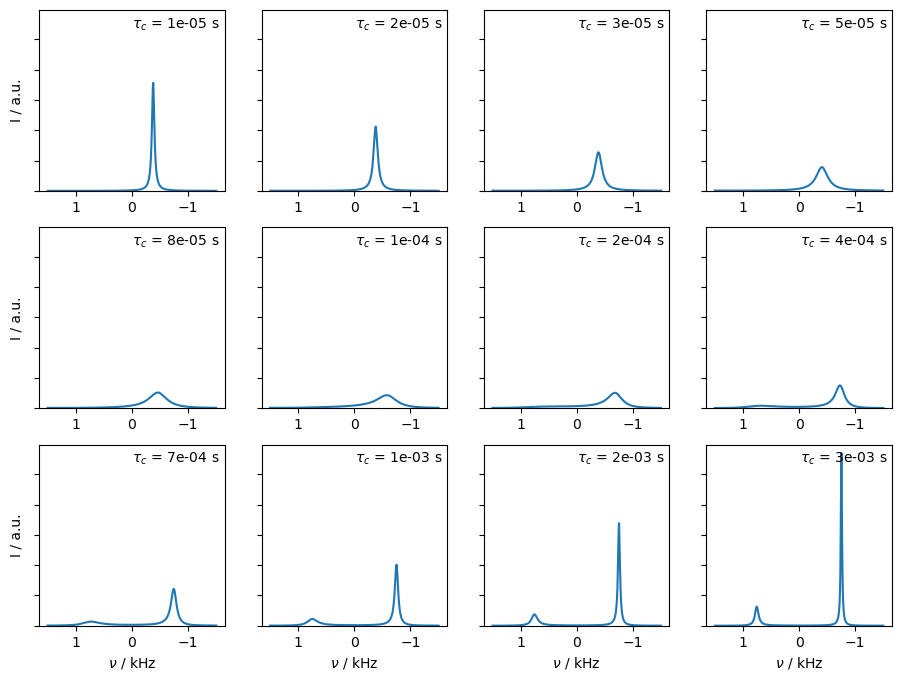 τc = 1e-05 s
τc = 2e-05 s
τc = 3e-05 s
τc = 5e-05 s
I / a.u.
1 0 −1
1 0 −1
1 0 −1
1 0 −1
τc = 8e-05 s
τc = 1e-04 s
τc = 2e-04 s
τc = 4e-04 s
I / a.u.
1 0 −1
1 0 −1
1 0 −1
1 0 −1
τc = 7e-04 s
τc = 1e-03 s
τc = 2e-03 s
τc = 3e-03 s
I / a.u.
1 0 −1
1 0 −1
1 0 −1
1 0 −1
ν / kHz
ν / kHz
ν / kHz
ν / kHz